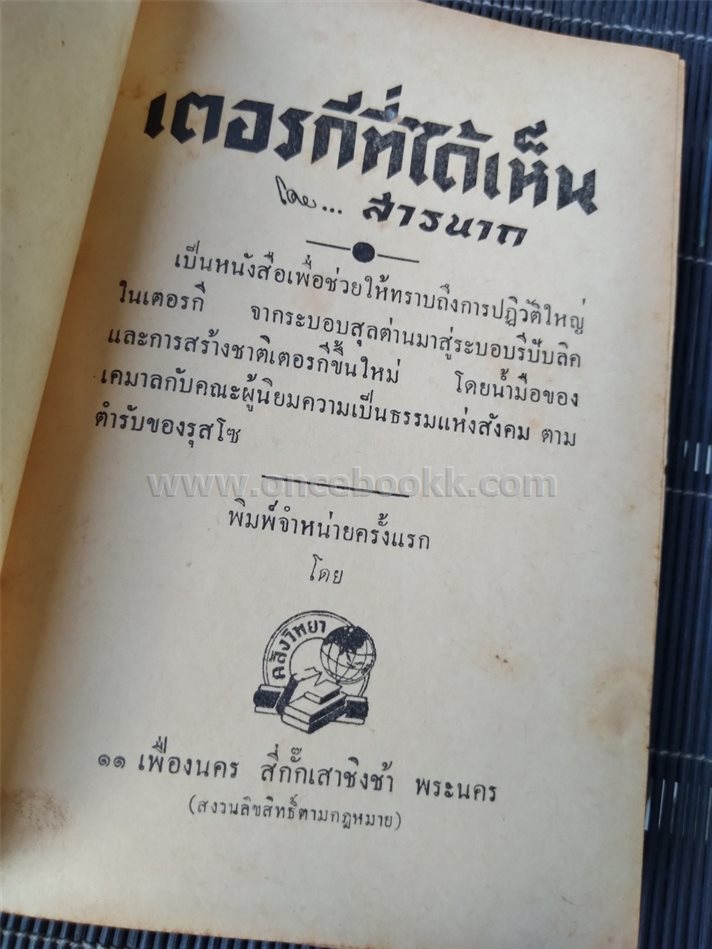 เตอรกีที่ได้เห็น
โดย... สารนาถ
เป็นหนังสือเพื่อช่วยให้ทราบถึงการปฏิวัติใหญ่
ในเตอรกี จากระบอบสุลต่านมาสู่ระบอบรีปับลิค
และการสร้างชาติเตอรกีขึ้นใหม่ โดยน้ำมือของ
เคมาลกับคณะผู้นิยมความเป็นธรรมแห่งสังคม ตาม
ตำรับของรุสโซ
www.oncebookk.com
พิมพ์จำหน่ายครั้งแรก
โดย
คลังวิทยา
๑๑ เฟื่องนคร สี่กั๊กเสาชิงช้า พระนคร
(สงวนลิขสิทธิ์ตามกฎหมาย)